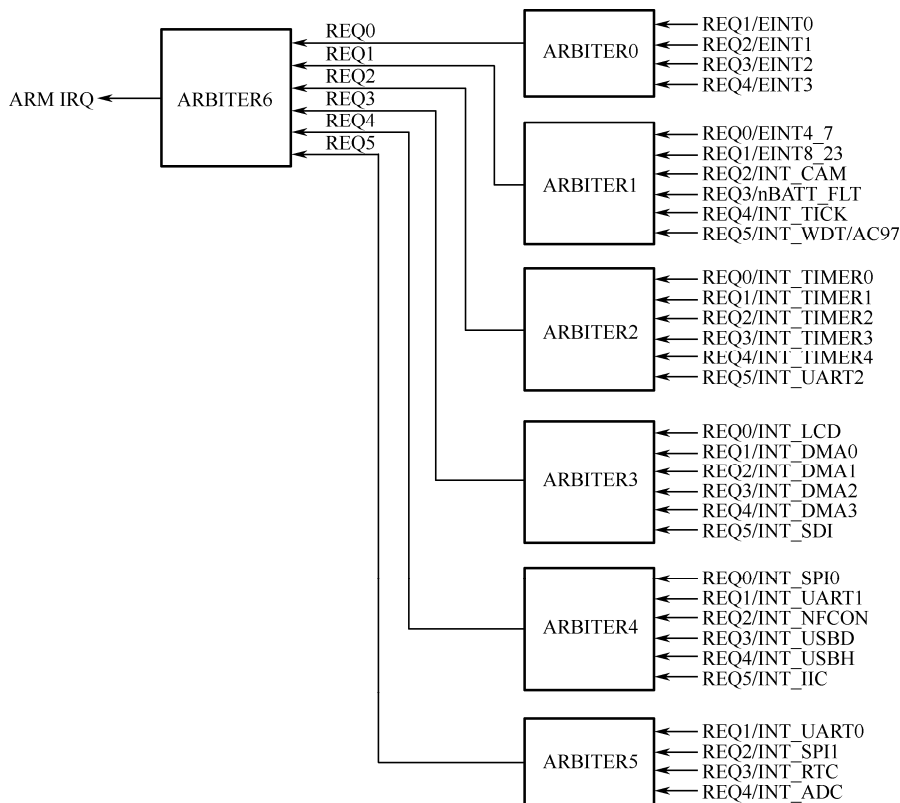 ARM IRQ
ARBITER6
REQ0
REQ1
REQ2
REQ3
REQ4
REQ5
ARBITER0
REQ1/EINT0
REQ2/EINT1
REQ3/EINT2
REQ4/EINT3
ARBITER1
REQ0/EINT4_7
REQ1/EINT8_23
REQ2/INT_CAM
REQ3/nBATT_FLT
REQ4/INT_TICK
REQ5/INT_WDT/AC97
ARBITER2
REQ0/INT_TIMER0
REQ1/INT_TIMER1
REQ2/INT_TIMER2
REQ3/INT_TIMER3
REQ4/INT_TIMER4
REQ5/INT_UART2
ARBITER3
REQ0/INT_LCD
REQ1/INT_DMA0
REQ2/INT_DMA1
REQ3/INT_DMA2
REQ4/INT_DMA3
REQ5/INT_SDI
ARBITER4
REQ0/INT_SPI0
REQ1/INT_UART1
REQ2/INT_NFCON
REQ3/INT_USBD
REQ4/INT_USBH
REQ5/INT_IIC
ARBITER5
REQ1/INT_UART0
REQ2/INT_SPI1
REQ3/INT_RTC
REQ4/INT_ADC